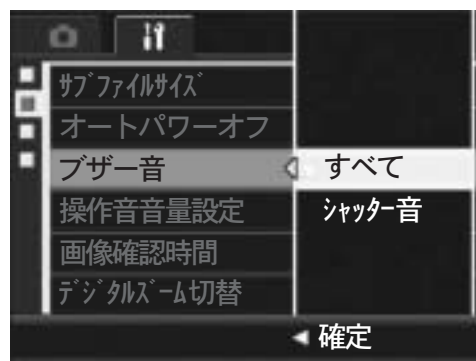 ｻﾌﾞﾌｧｲﾙｻｲｽﾞ
オートパワーオフ
ブザー音
すべて
操作音音量設定
ｼｬｯﾀｰ音
画像確認時間
ﾃﾞｼﾞﾀﾙｽﾞｰﾑ切替
確定